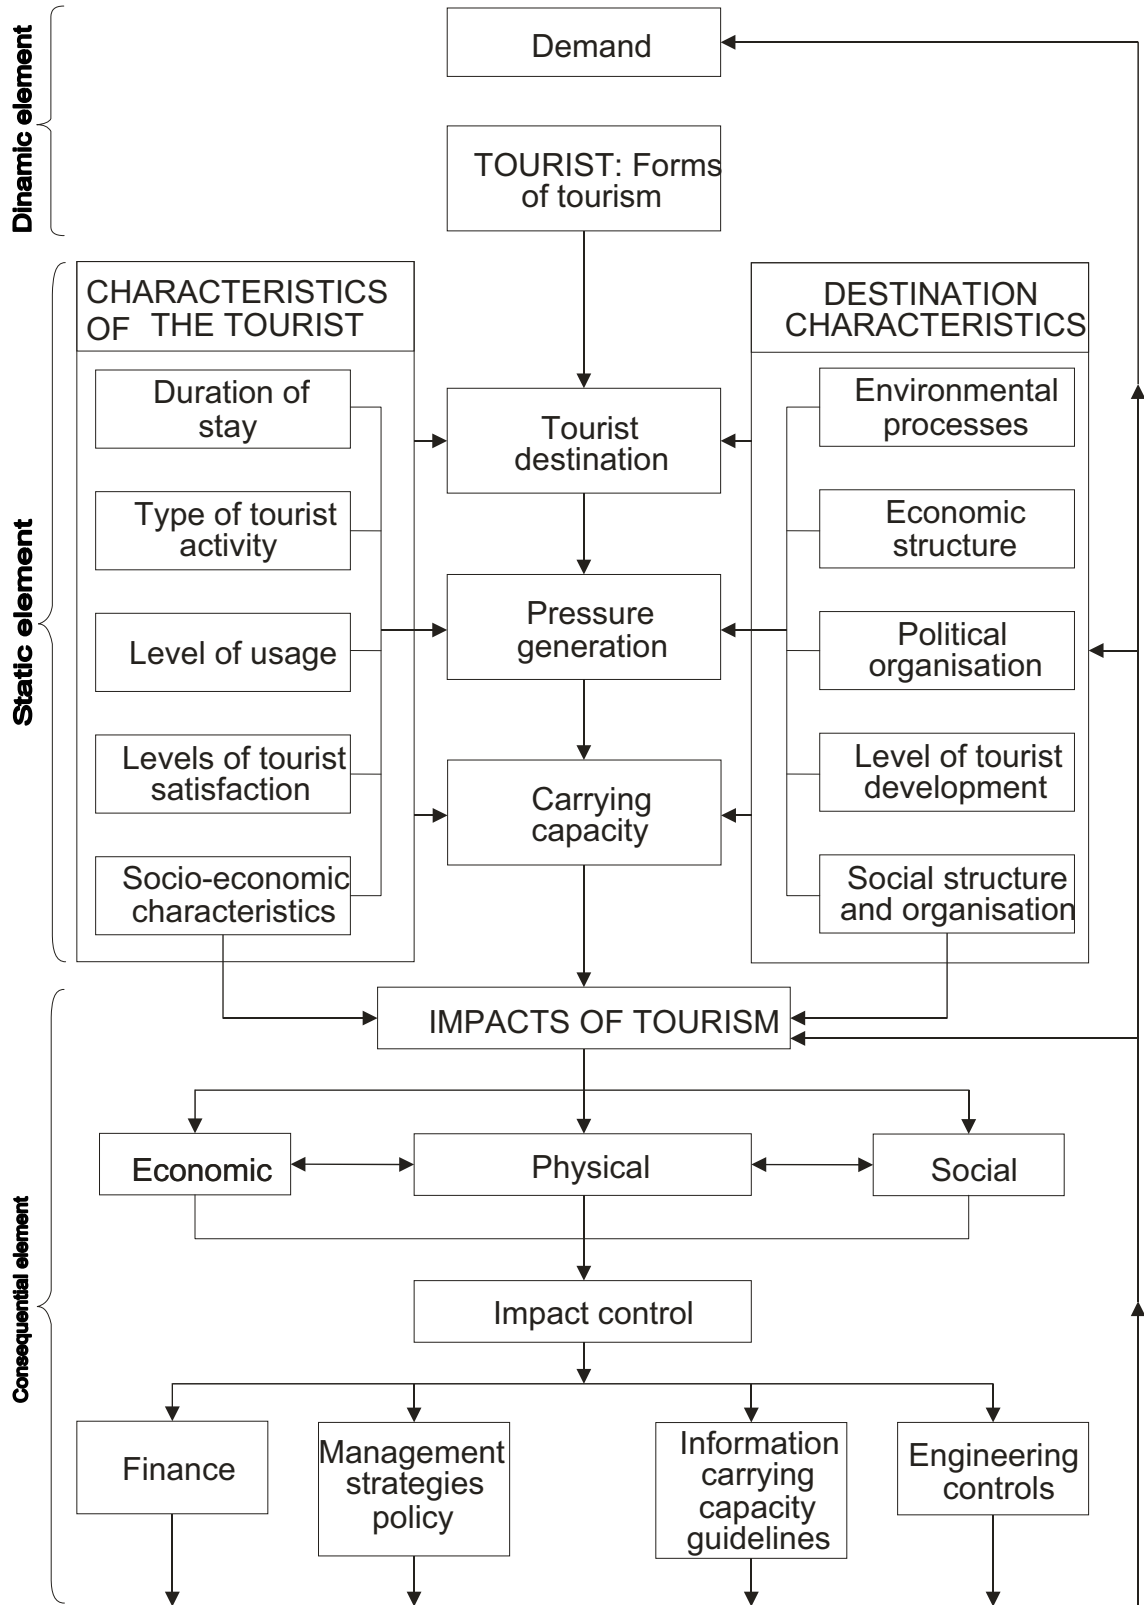 Dinamic element
Demand
TOURIST: Forms
of tourism
Static element
CHARACTERISTICS
OF THE TOURIST
Duration of
stay
Type of tourist
activity
Level of usage
Levels of tourist
satisfaction
Socio-economic
characteristics
Tourist
destination
Pressure
generation
Carrying
capacity
DESTINATION
CHARACTERISTICS
Environmental
processes
Economic
structure
Political
organisation
Level of tourist
development
Social structure
and organisation
Consequential element
IMPACTS OF TOURISM
Economic
Physical
Social
Impact control
Finance
Management
strategies
policy
Information
carrying
capacity
guidelines
Engineering
controls